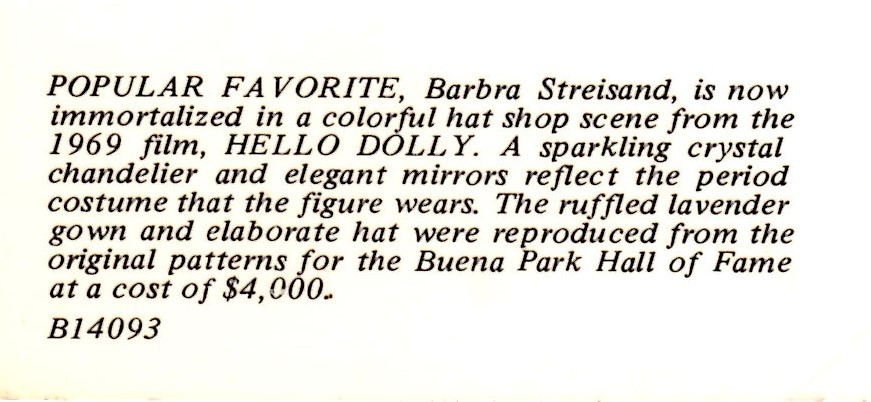 POPULAR FAVORITE, Barbra Streisand, is now
immortalized in a colorful hat shop scene from the
1969 film, HELLO DOLLY. A sparkling crystal
chandelier and elegant mirrors reflect the period
costume that the figure wears. The ruffled lavender
gown and elaborate hat were reproduced from the
original patterns for the Buena Park Hall of Fame
at a cost of $4,000..
B14093